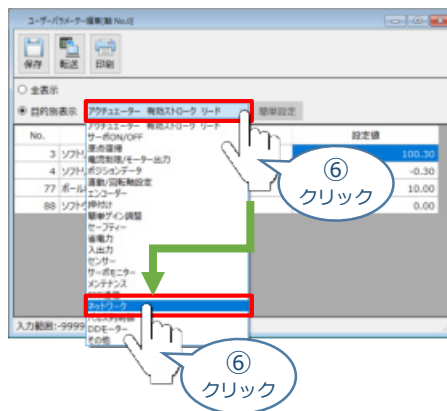 ユーザーパラメーター編集[軸 No.0]
保存 転送 印刷
全表示
目的別表示 アクチュエーター 有効ストローク リード 簡単設定
No. 設定値
アクチュエーター 有効ストローク リード
サーボON/OFF
3 ソフトリ 原点復帰 100.30
電流制限/モーター出力
4 ソフトリ ポジションデータ -0.30
直動/回転軸設定
77 ボール エンコーダー 10.00
88 ソフトリ 押付け 0.00
簡単ゲイン調整
セーフティー
省電力
入出力
センサー
サーボモニター
メンテナンス
ネットワーク
入力範囲:-9999
DDモーター
その他
⑥
クリック
⑥
クリック